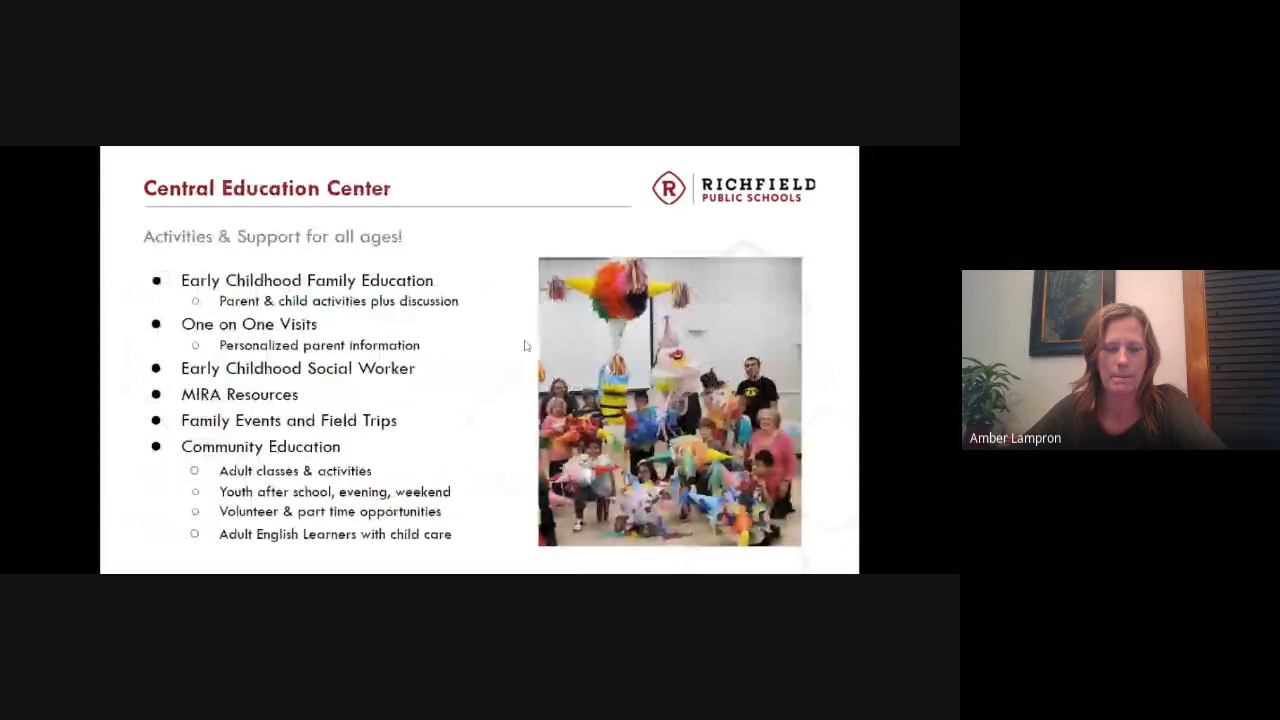 Central Education Center
RICHFIELD
PUBLIC SCHOOLS
Activities & Support for all ages!
Early Childhood Family Education
Parent & child activities plus discussion
One on One Visits
Personalized parent information
Early Childhood Social Worker
MIRA Resources
Family Events and Field Trips
Community Education
Adult classes & activities
Youth after school, evening, weekend
Volunteer & part time opportunities
Adult English Learners with child care
Amber Lampron